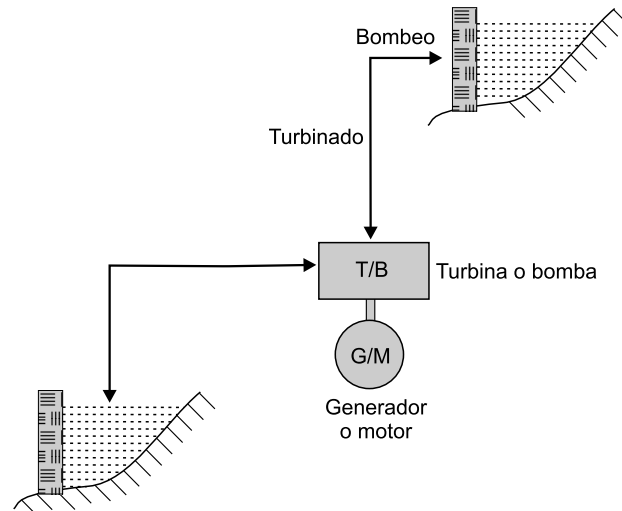 Bombeo
Turbinado
T/B
Turbina o bomba
G/M
Generador
o motor